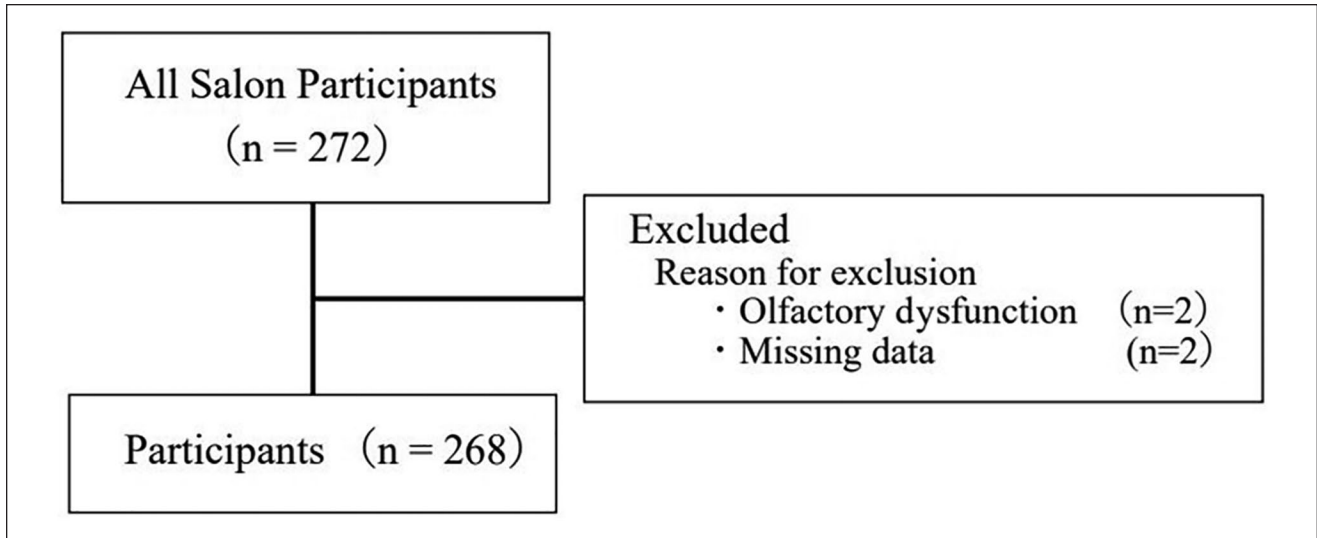 All Salon Participants
（n = 272）
Excluded
Reason for exclusion
・Olfactory dysfunction （n=2）
・Missing data (n=2）
Participants （n = 268）